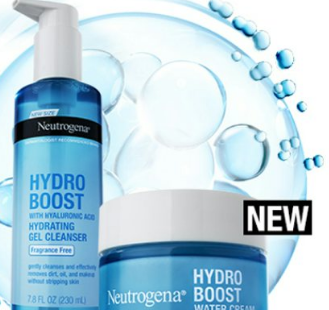 NEW SIZE
Neutrogena®
HYDRO
BOOST
WITH HYALURONIC ACID
HYDRATING
GEL CLEANSER
Fragrance Free
gently cleanses and effectively
removes dirt, oil, and makeup
without stripping skin
7.8 FL OZ (230 mL)
NEW
Neutrogena®
HYDRO
BOOST
WATER CREAM